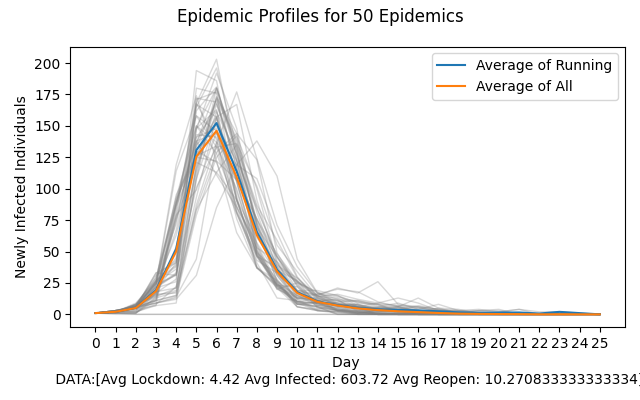 Epidemic Profiles for 50 Epidemics
Newly Infected Individuals
200
175
150
125
100
75
50
25
0
Average of Running
Average of All
0 1 2 3 4 5 6 7 8 9 10 11 12 13 14 15 16 17 18 19 20 21 22 23 24 25
Day
DATA:[Avg Lockdown: 4.42 Avg Infected: 603.72 Avg Reopen: 10.270833333333334]